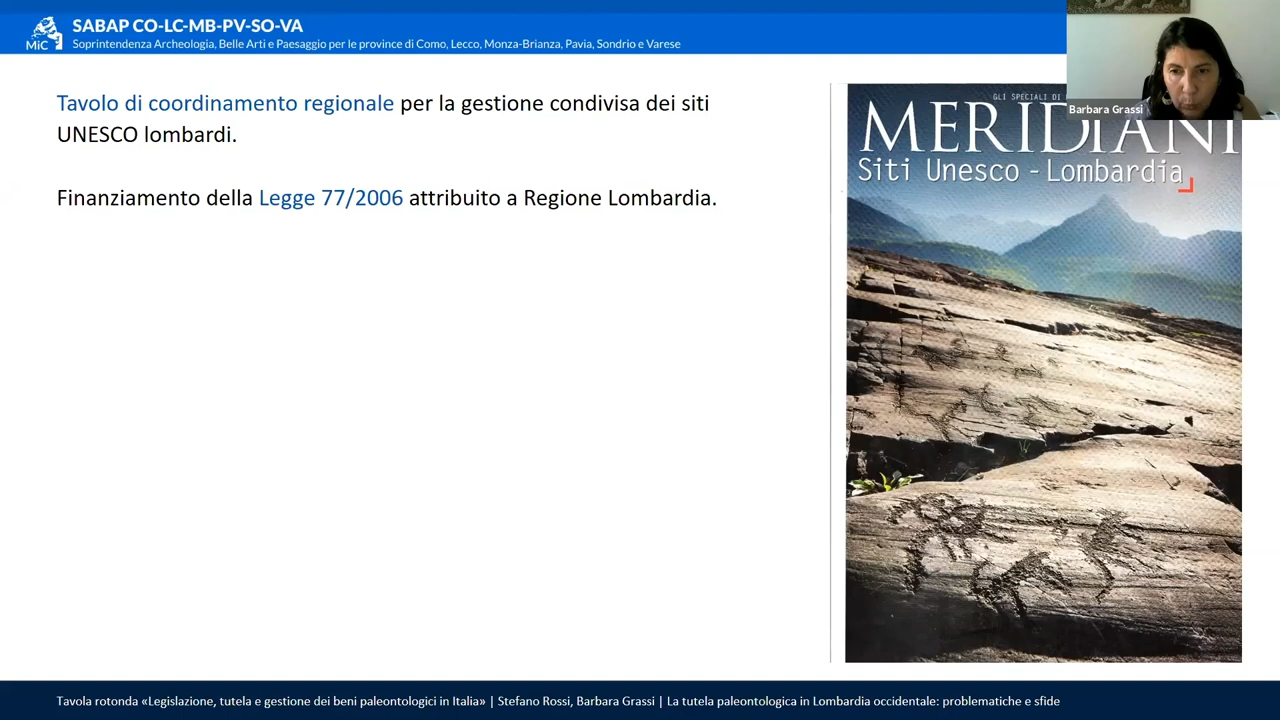 MiC
SABAP CO-LC-MB-PV-SO-VA
Soprintendenza Archeologia, Belle Arti e Paesaggio per le province di Como, Lecco, Monza-Brianza, Pavia, Sondrio e Varese
Barbara Grassi
Tavolo di coordinamento regionale per la gestione condivisa dei siti
UNESCO lombardi.
Finanziamento della Legge 77/2006 attribuito a Regione Lombardia.
GLI SPECIALI DI
MERIDIANI
Siti Unesco - Lombardia
Tavola rotonda «Legislazione, tutela e gestione dei beni paleontologici in Italia» | Stefano Rossi, Barbara Grassi | La tutela paleontologica in Lombardia occidentale: problematiche e sfide